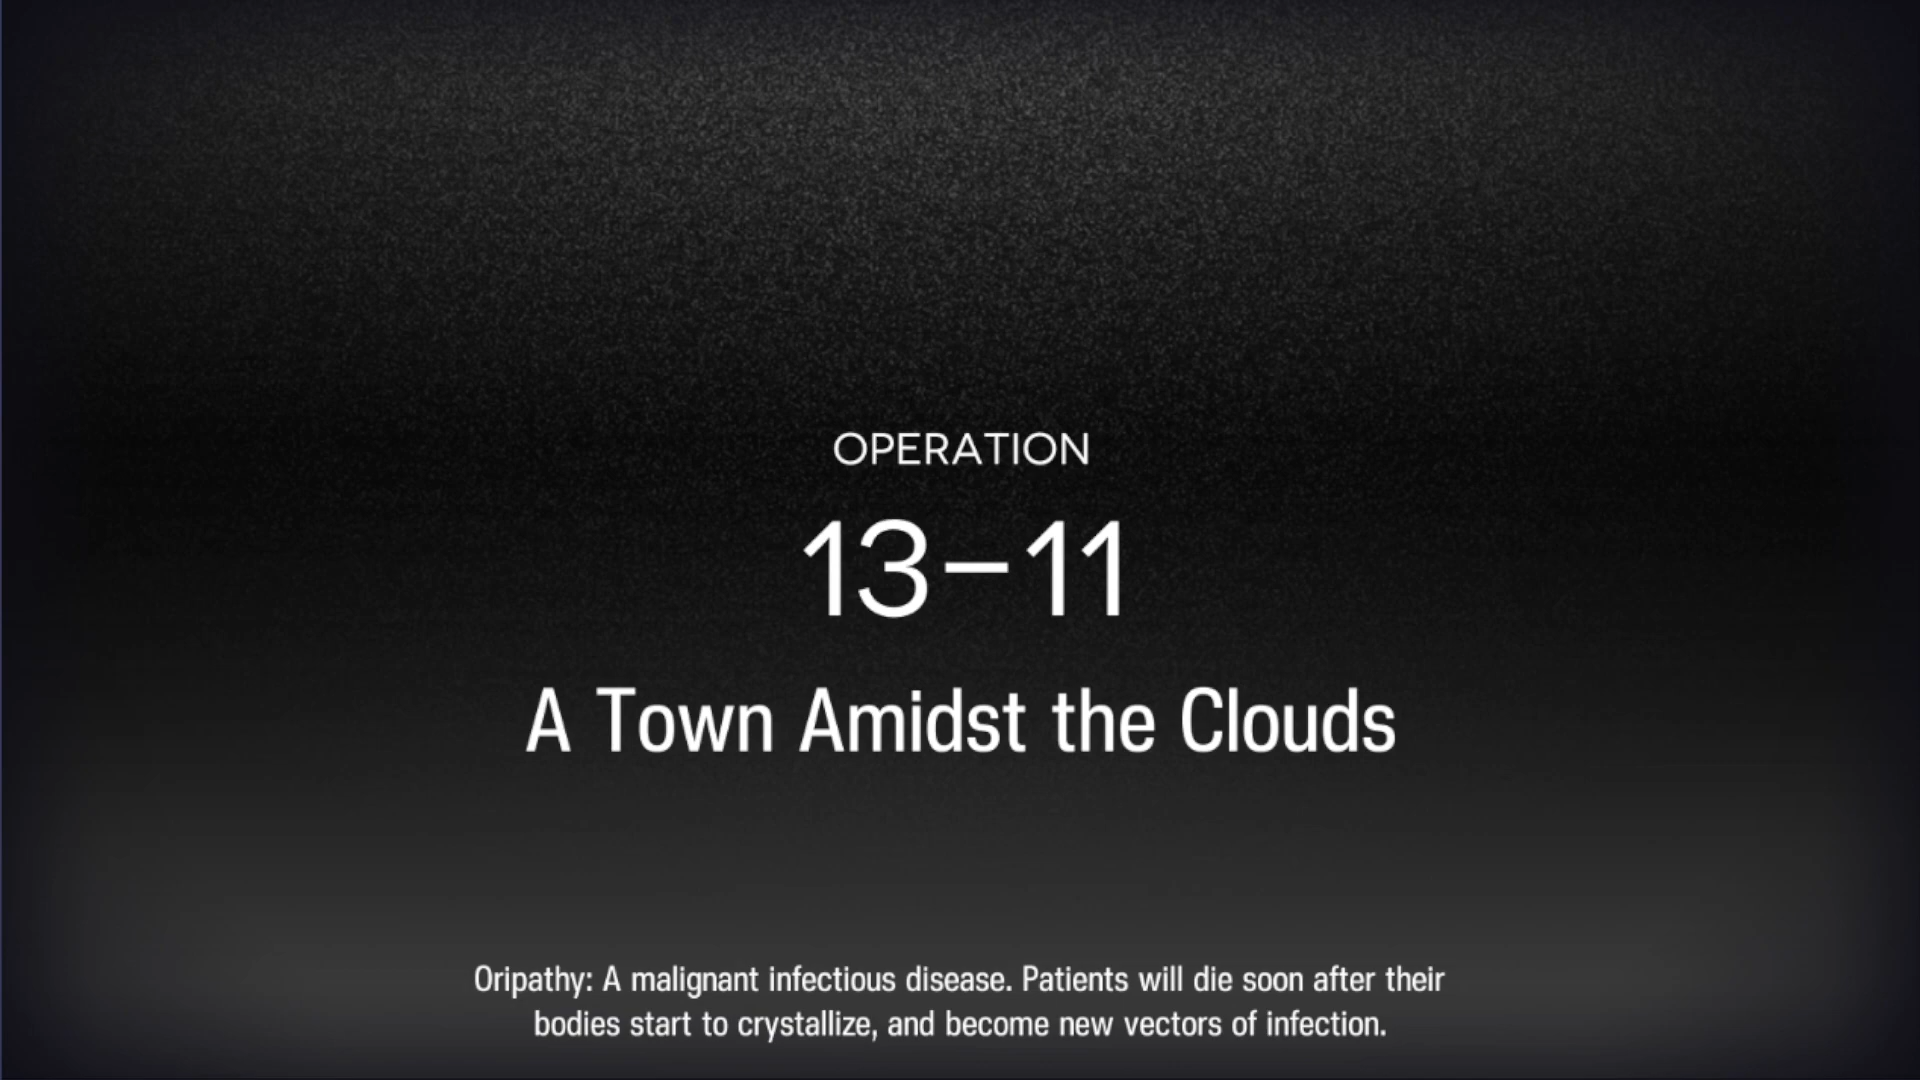 OPERATION
13-11
A Town Amidst the Clouds
Oripathy: A malignant infectious disease. Patients will die soon after their
bodies start to crystallize, and become new vectors of infection.